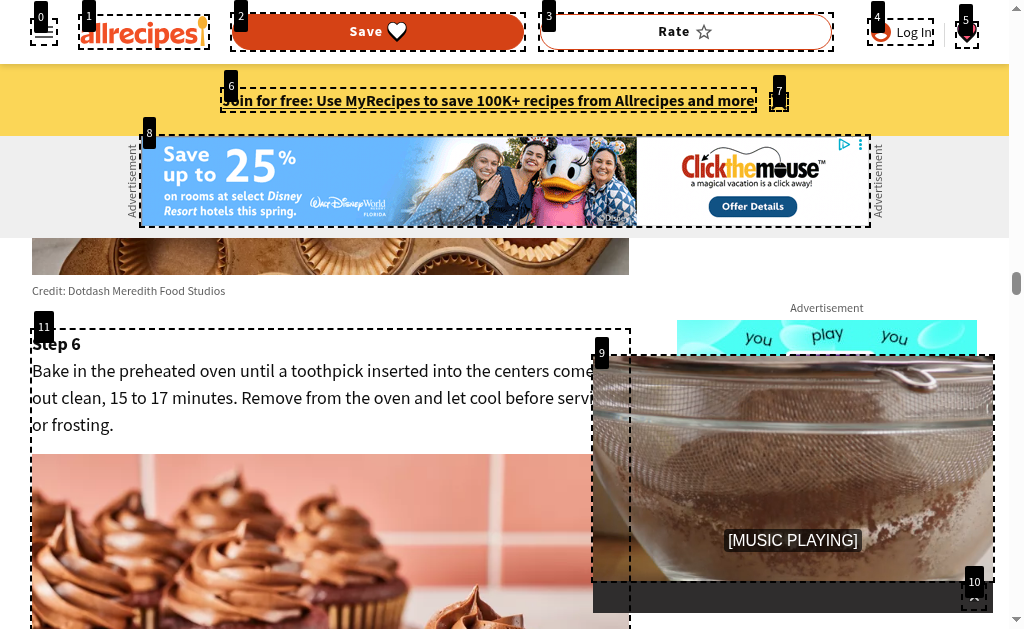 0
1
2
3
4
5
allrecipes
Save
Rate
Log In
6
7
Join for free: Use MyRecipes to save 100K+ recipes from Allrecipes and more
8
Advertisement
Save
up to 25%
on rooms at select Disney
Resort hotels this spring.
Walt Disney World
FLORIDA
©Disney
Clickthemouse™
a magical vacation is a click away!
Offer Details
Advertisement
Credit: Dotdash Meredith Food Studios
Advertisement
you play you
11
Step 6
Bake in the preheated oven until a toothpick inserted into the centers come
out clean, 15 to 17 minutes. Remove from the oven and let cool before servi
or frosting.
9
[MUSIC PLAYING]
10